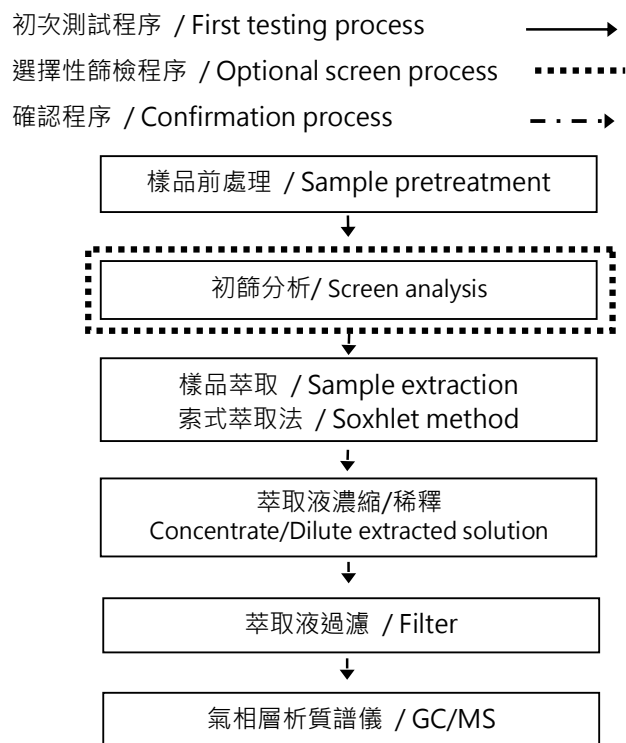 初次測試程序 / First testing process
選擇性篩檢程序 / Optional screen process
確認程序 / Confirmation process
樣品前處理 / Sample pretreatment
初篩分析/ Screen analysis
樣品萃取 / Sample extraction
索式萃取法 / Soxhlet method
萃取液濃縮/稀釋
Concentrate/Dilute extracted solution
萃取液過濾 / Filter
氣相層析質譜儀 / GC/MS